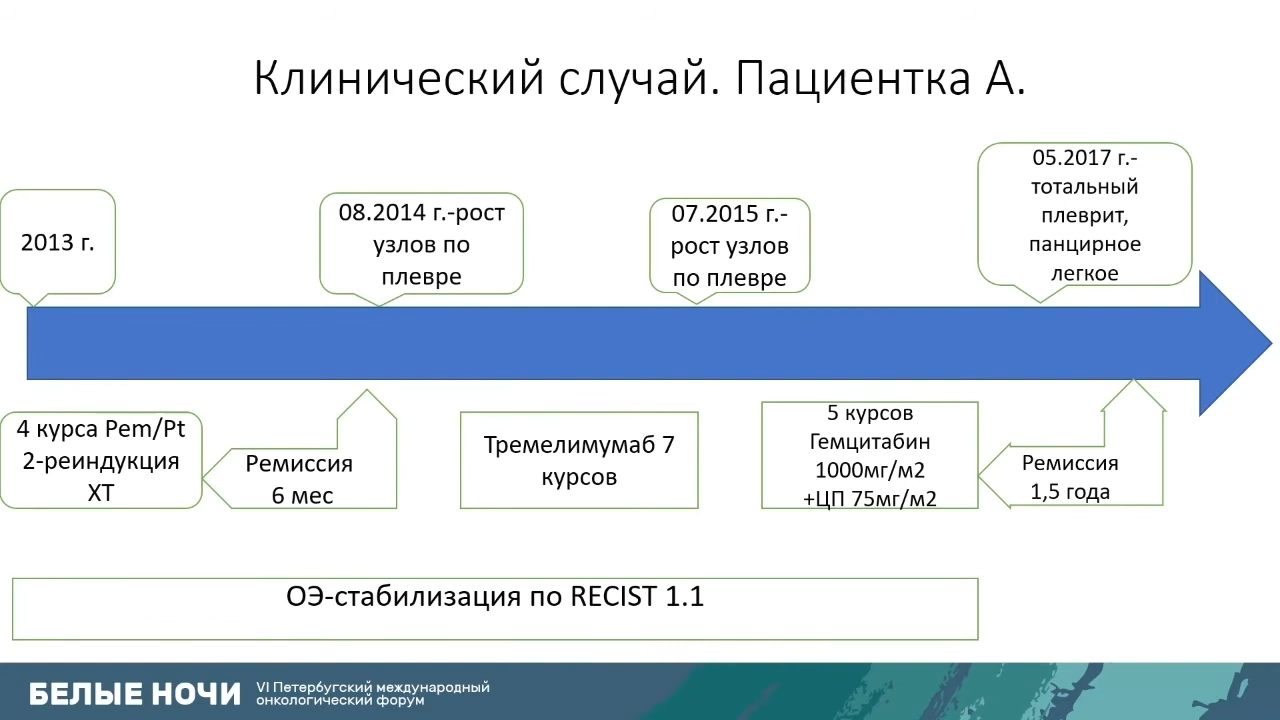 Клинический случай. Пациентка А.
2013 г.
08.2014 г.-рост
узлов по
плевре
07.2015 г.-
рост узлов
по плевре
05.2017 г.-
тотальный
плеврит,
панцирное
легкое
4 курса Pem/Pt
2-реиндукция
ХТ
Ремиссия
6 мес
Тремелимумаб 7
курсов
5 курсов
Гемцитабин
1000мг/м2
+ЦП 75мг/м2
Ремиссия
1,5 года
ОЭ-стабилизация по RECIST 1.1
БЕЛЫЕ НОЧИ
VI Петербургский международный
онкологический форум